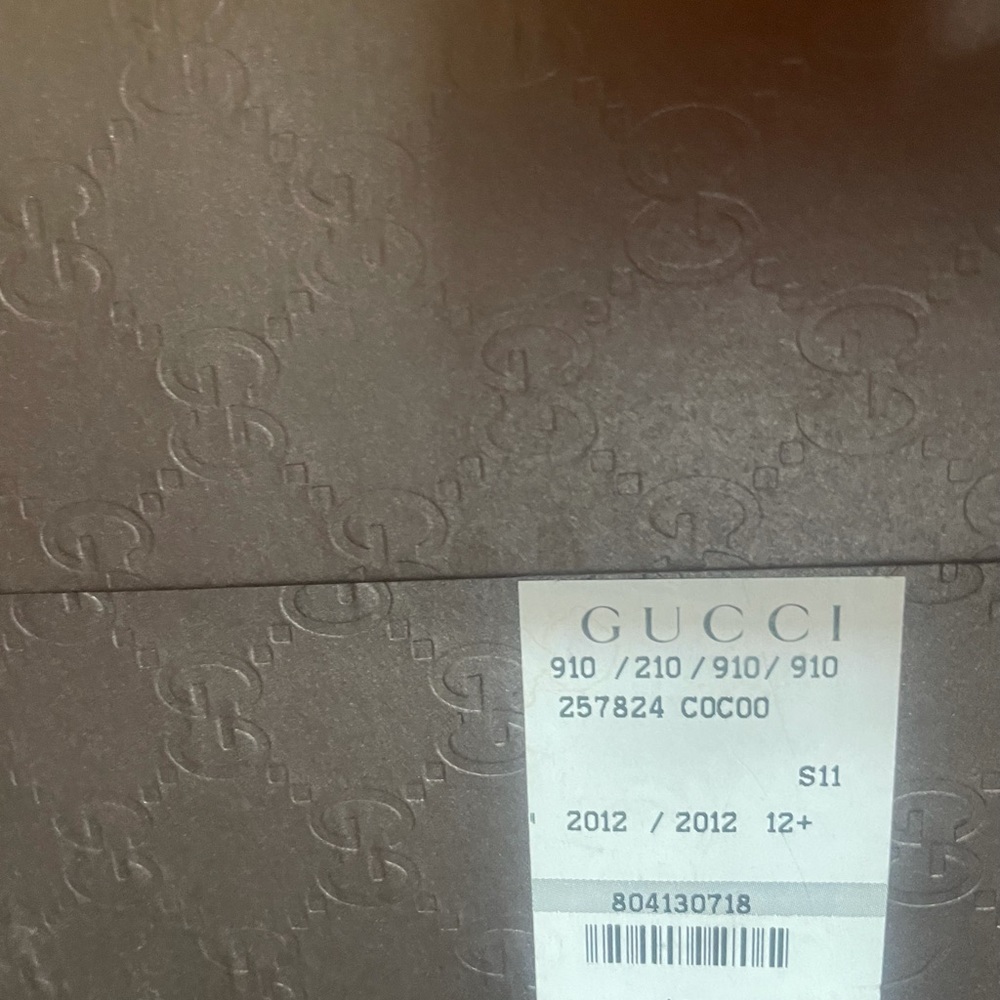 GUCCI
910 /210 / 910/ 910
257824 C0C00
S11
2012 / 2012 12+
804130718